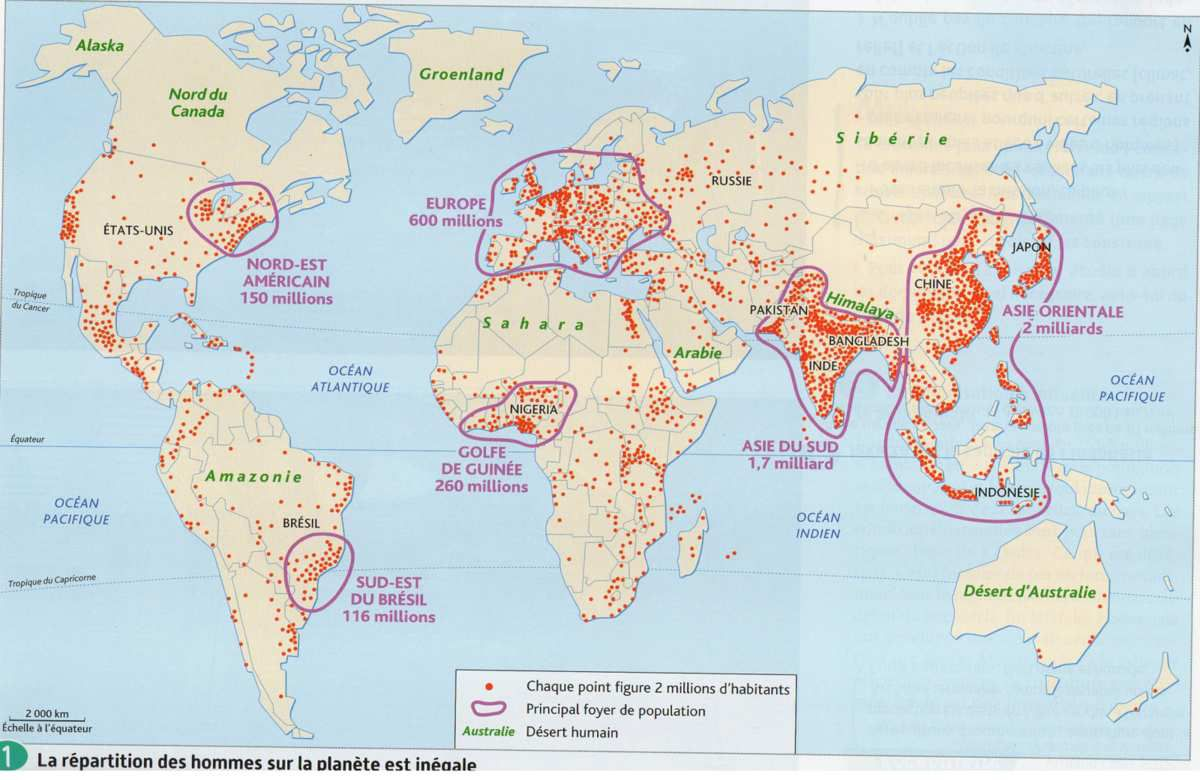 Alaska
Nord du
Canada
Groenland
Sibérie
N
RUSSIE
EUROPE
600 millions
ÉTATS-UNIS
NORD-EST
AMÉRICAIN
150 millions
JAPON
CHINE
PAKISTAN
Himalaya
BANGLADESH
INDE
ASIE ORIENTALE
2 milliards
Tropique
du Cancer
Sahara
Arabie
OCÉAN
ATLANTIQUE
OCÉAN
PACIFIQUE
NIGERIA
Équateur
GOLFE
DE GUINÉE
260 millions
ASIE DU SUD
1,7 milliard
Amazonie
INDONÉSIE
OCÉAN
PACIFIQUE
BRÉSIL
OCÉAN
INDIEN
Tropique du Capricorne
SUD-EST
DU BRÉSIL
116 millions
Désert d'Australie
Chaque point figure 2 millions d'habitants
Principal foyer de population
Australie Désert humain
2 000 km
Échelle à l'équateur
1 La répartition des hommes sur la planète est inégale